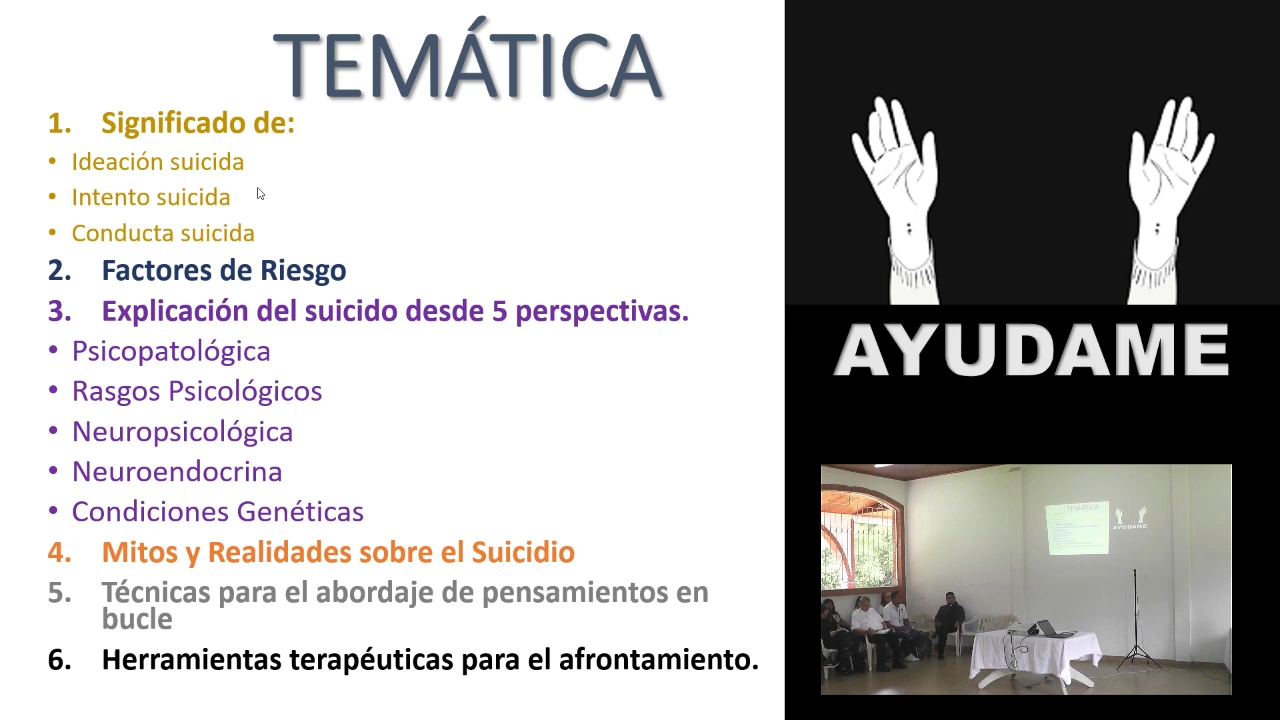 TEMÁTICA
1. Significado de:
• Ideación suicida
• Intento suicida
• Conducta suicida
2. Factores de Riesgo
3. Explicación del suicido desde 5 perspectivas.
• Psicopatológica
• Rasgos Psicológicos
• Neuropsicológica
• Neuroendocrina
• Condiciones Genéticas
4. Mitos y Realidades sobre el Suicidio
5. Técnicas para el abordaje de pensamientos en
bucle
6. Herramientas terapéuticas para el afrontamiento.
AYUDAME
TEMÁTICA
AYUDAME